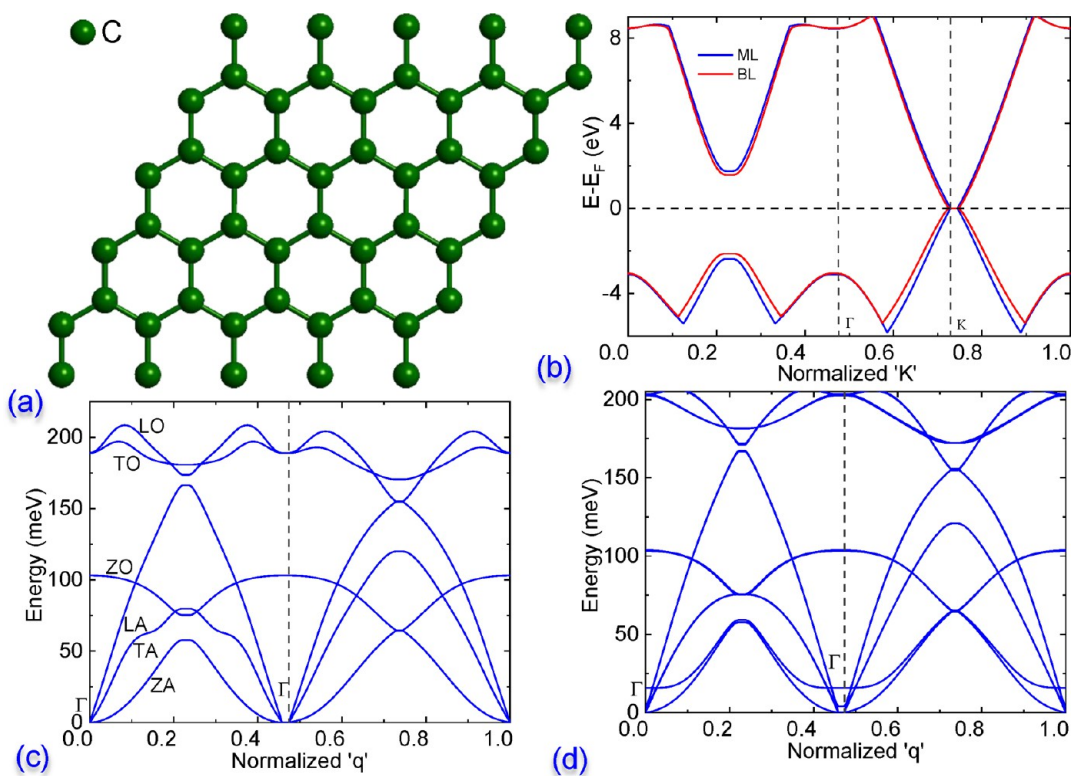 C
(a)
8
4
0
-4
E-E_F (eV)
ML
BL
Γ
K
0.0 0.2 0.4 0.6 0.8 1.0
Normalized 'K'
(b)
200
150
100
50
0
Energy (meV)
LO
TO
ZO
LA
TA
ZA
Γ
Γ
0.0 0.2 0.4 0.6 0.8 1.0
Normalized 'q'
(c)
200
150
100
50
0
Energy (meV)
Γ
Γ
0.0 0.2 0.4 0.6 0.8 1.0
Normalized 'q'
(d)